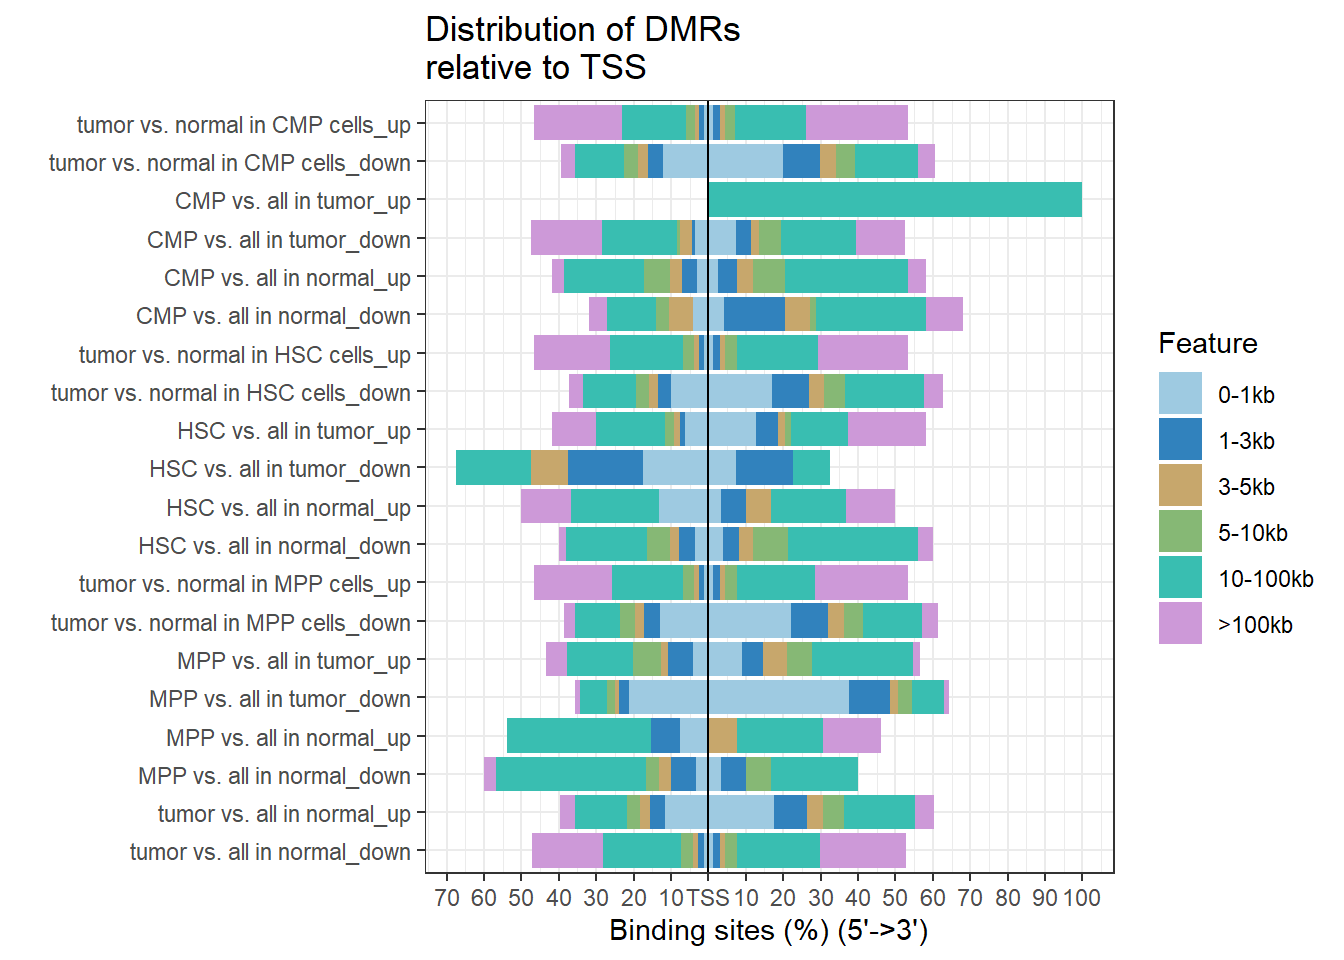 Distribution of DMRs
relative to TSS
tumor vs. normal in CMP cells_up
tumor vs. normal in CMP cells_down
CMP vs. all in tumor_up
CMP vs. all in tumor_down
CMP vs. all in normal_up
CMP vs. all in normal_down
tumor vs. normal in HSC cells_up
tumor vs. normal in HSC cells_down
HSC vs. all in tumor_up
HSC vs. all in tumor_down
HSC vs. all in normal_up
HSC vs. all in normal_down
tumor vs. normal in MPP cells_up
tumor vs. normal in MPP cells_down
MPP vs. all in tumor_up
MPP vs. all in tumor_down
MPP vs. all in normal_up
MPP vs. all in normal_down
tumor vs. all in normal_up
tumor vs. all in normal_down
70 60 50 40 30 20 10 TSS 10 20 30 40 50 60 70 80 90 100
Binding sites (%) (5'->3')
Feature
0-1kb
1-3kb
3-5kb
5-10kb
10-100kb
>100kb